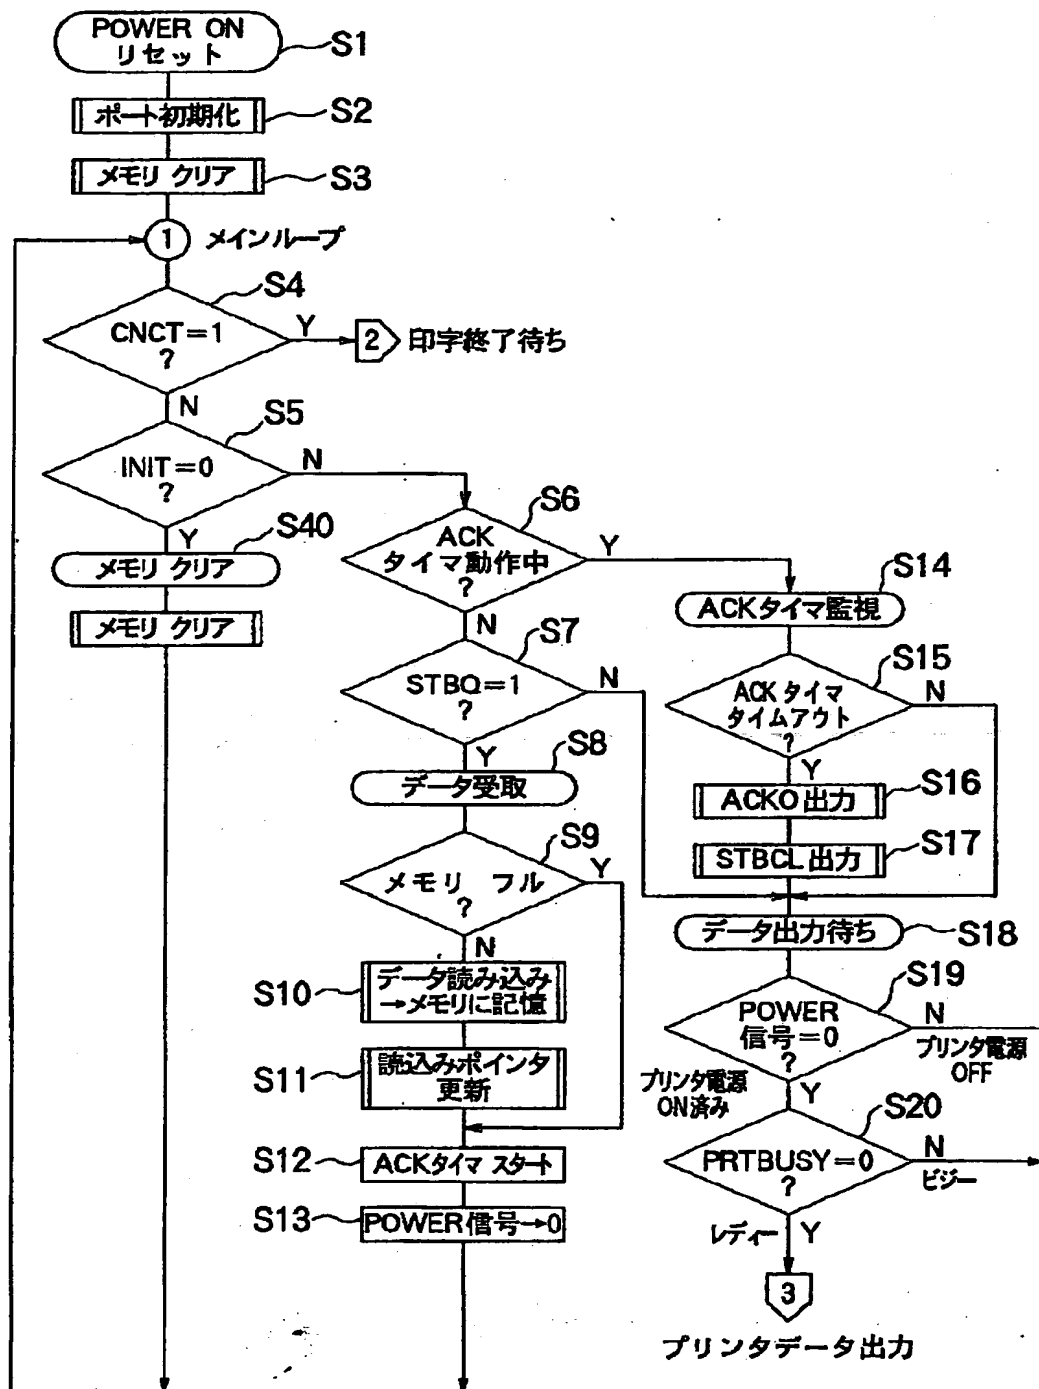 POWER ON
リセット
S1
ポート初期化
S2
メモリ クリア
S3
1
メインループ
S4
CNCT=1
?
Y
2
印字終了待ち
N
S5
INIT=0
?
N
Y
S40
メモリ クリア
メモリ クリア
S6
ACK
タイマ動作中
?
Y
N
S7
STBQ=1
?
N
Y
S8
データ受取
S9
メモリ フル
?
Y
N
S10
データ読み込み
→メモリに記憶
S11
読込みポインタ
更新
S12
ACKタイマ スタート
S13
POWER信号→0
S14
ACKタイマ監視
S15
ACKタイマ
タイムアウト
?
N
Y
ACKO出力
S16
STBCL出力
S17
データ出力待ち
S18
S19
POWER
信号=0
?
N
プリンタ電源
OFF
プリンタ電源
ON済み
Y
S20
PRTBUSY=0
?
N
ビジー
レディー
Y
3
プリンタデータ出力